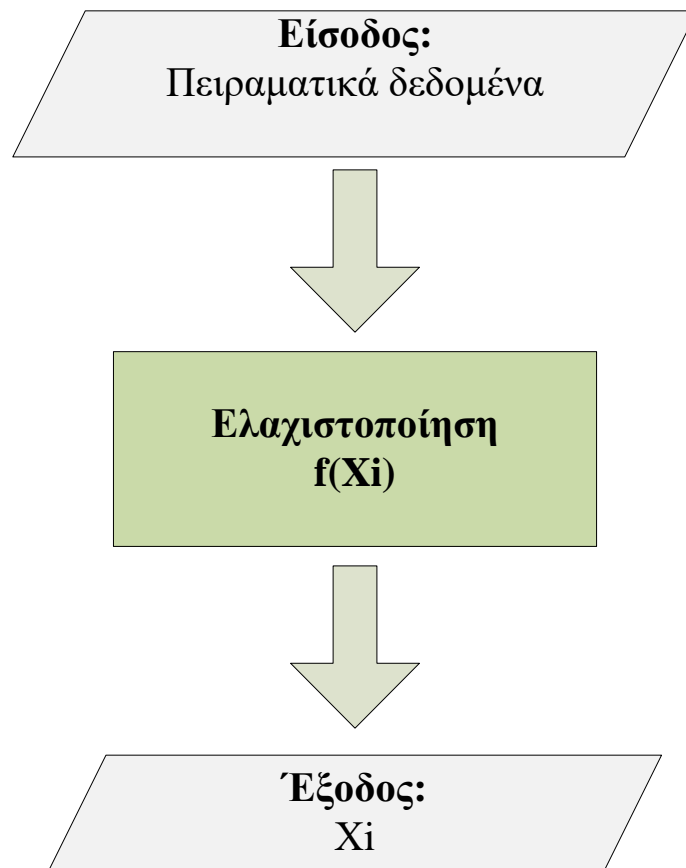 Είσοδος:
Πειραματικά δεδομένα
Ελαχιστοποίηση
f(Xi)
Έξοδος:
Xi